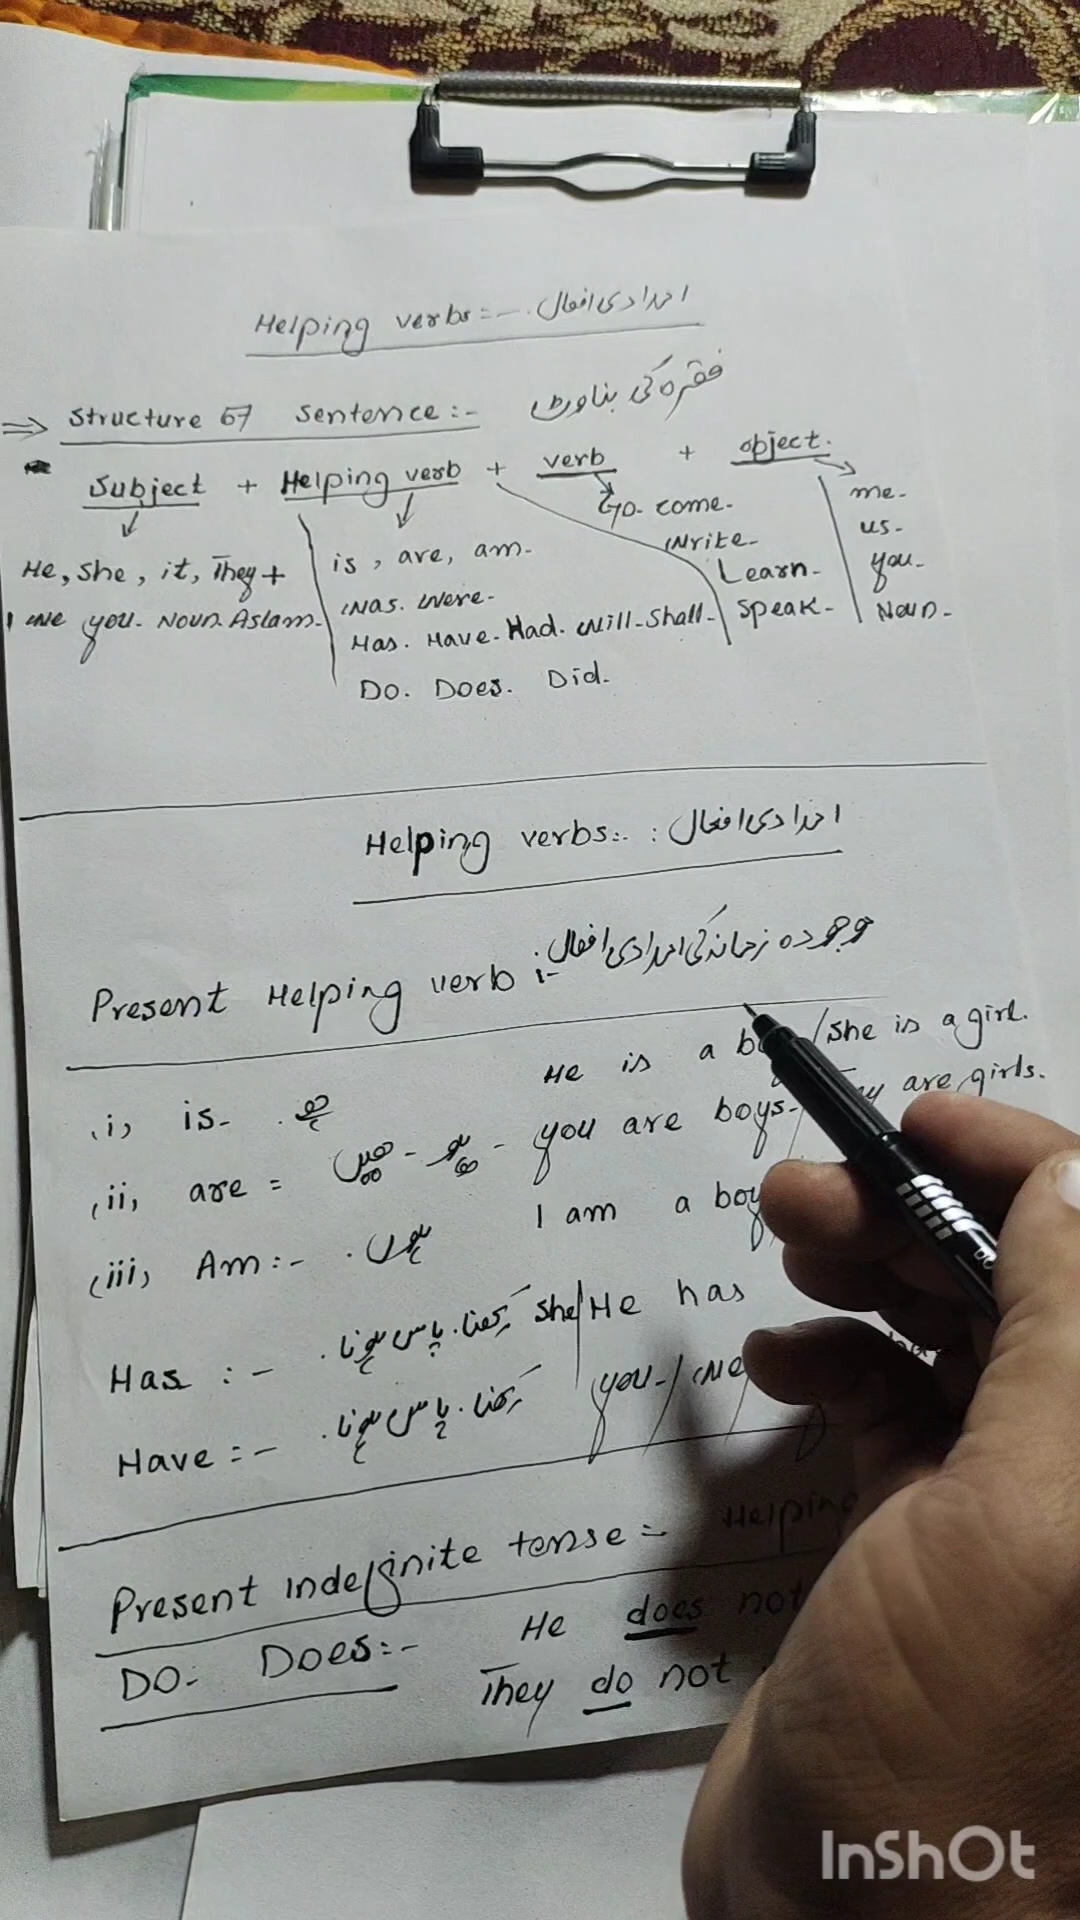 Helping verbs:- امدادی افعال
⇒ Structure of Sentence:- فقرہ کی بناوٹ
Subject + Helping verb + verb + object.
He, She, it, They + is, are, am. Go. come. me.
I we you. Noun. Aslam. was. were. write. us.
Has. Have. Had. will. Shall. Learn. you.
Do. Does. Did. Speak. Noun.
Helping verbs:- : امدادی افعال
Present Helping verb :- موجودہ زمانہ کی امدادی افعال
(i) is - ہے. He is a / She is a girl.
(ii) are = ہیں - ہو - you are boys- / are girls.
(iii) Am:- ہوں. I am a boy
Has :- رکھنا. پاس ہونا. She/He has
Have :- رکھنا. پاس ہونا. you / we /
Present indefinite tense = Helping
DO. Does:- He does not
They do not
InShOt